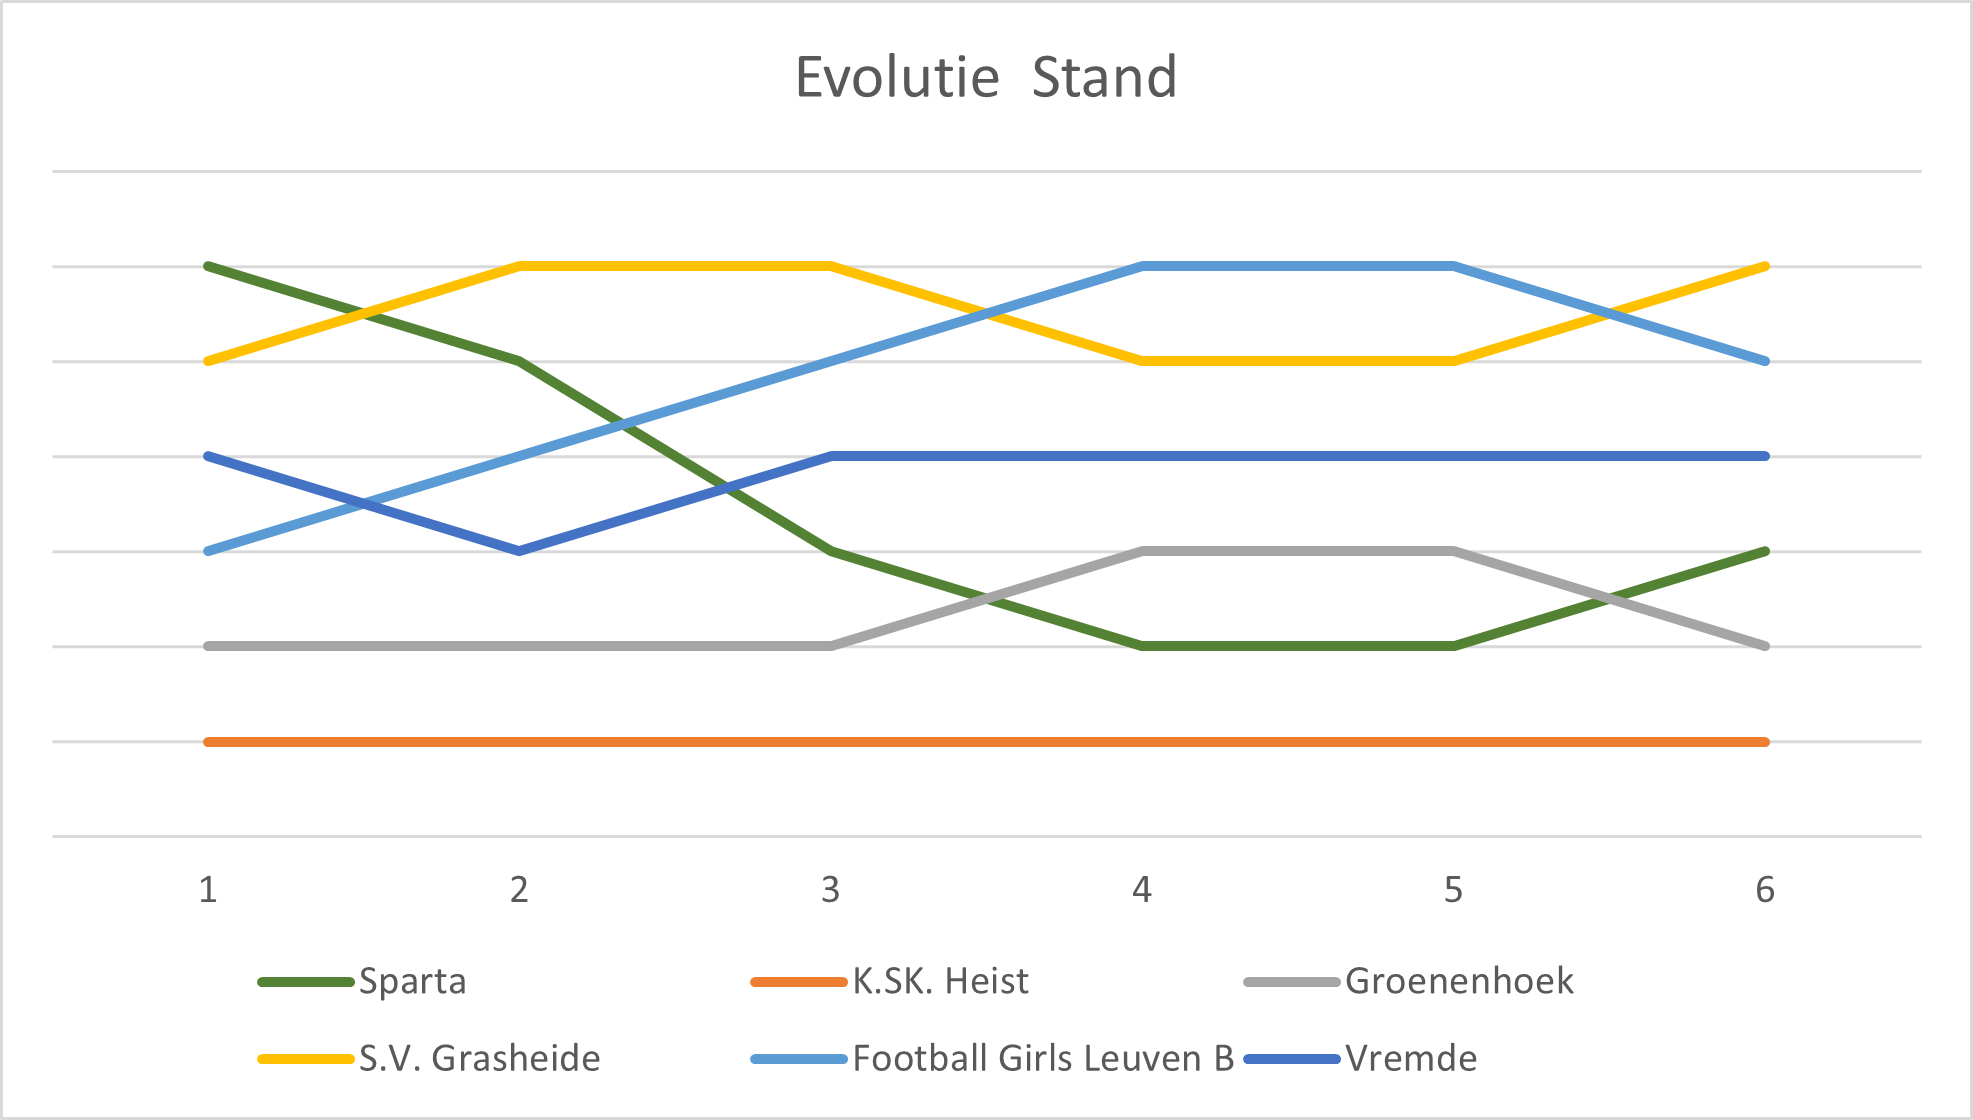 Evolutie  Stand
1 2 3 4 5 6
Sparta K.SK. Heist Groenenhoek
S.V. Grasheide Football Girls Leuven B Vremde